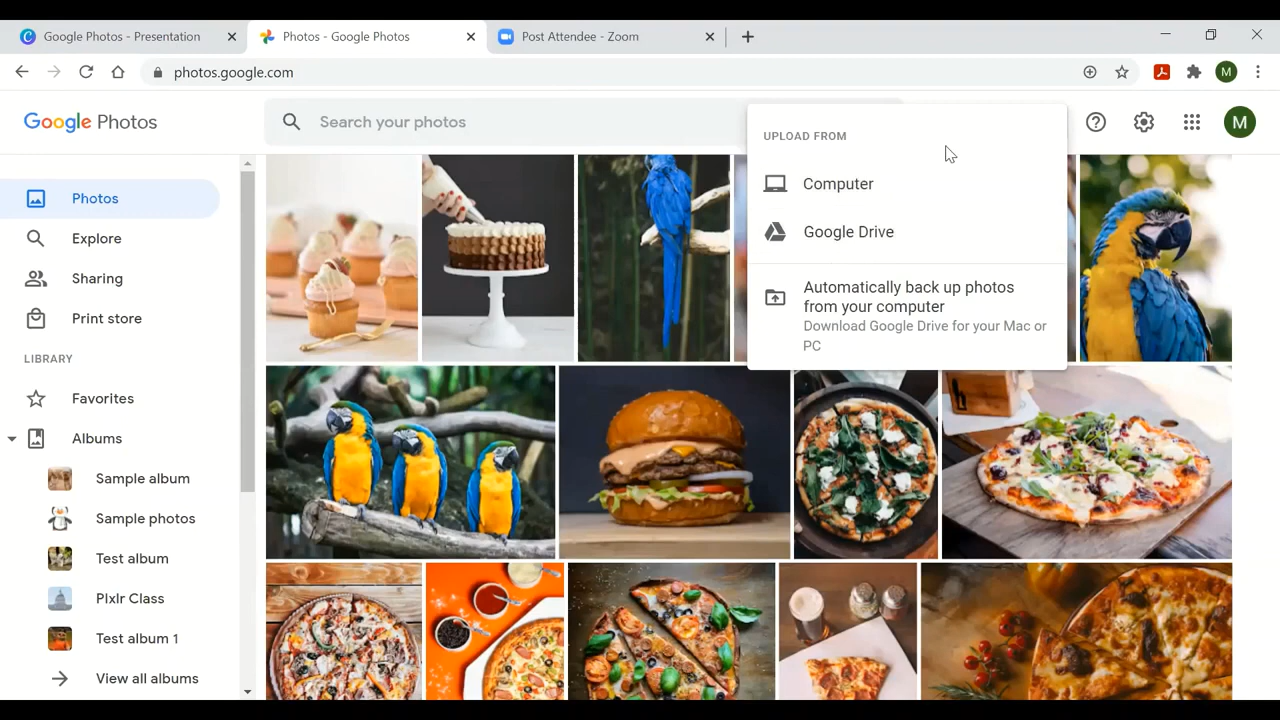 Google Photos - Presentation
Photos - Google Photos
Post Attendee - Zoom
photos.google.com
M
Google Photos
Search your photos
M
UPLOAD FROM
Computer
Google Drive
Automatically back up photos
from your computer
Download Google Drive for your Mac or
PC
Photos
Explore
Sharing
Print store
LIBRARY
Favorites
Albums
Sample album
Sample photos
Test album
PIxlr Class
Test album 1
View all albums